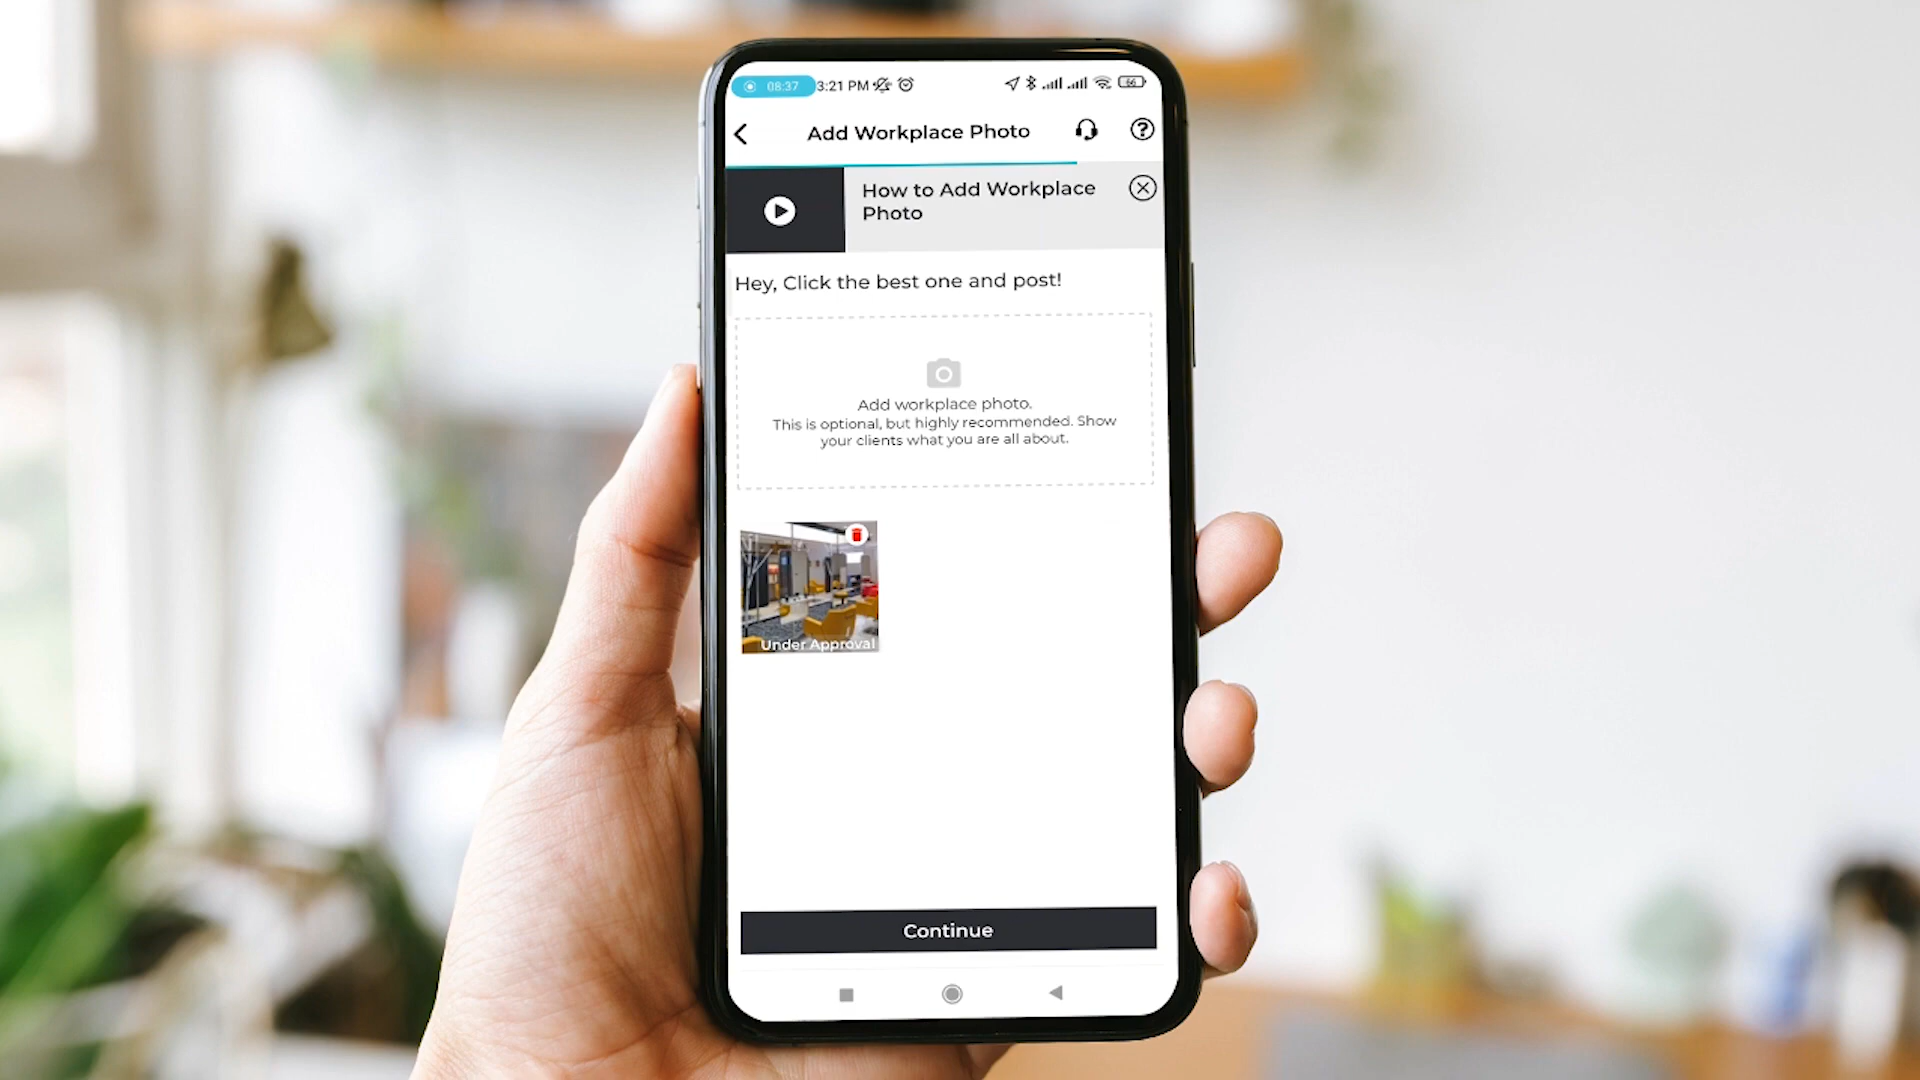 08:37 3:21 PM 66
Add Workplace Photo
How to Add Workplace
Photo
Hey, Click the best one and post!
Add workplace photo.
This is optional, but highly recommended. Show
your clients what you are all about.
Under Approval
Continue